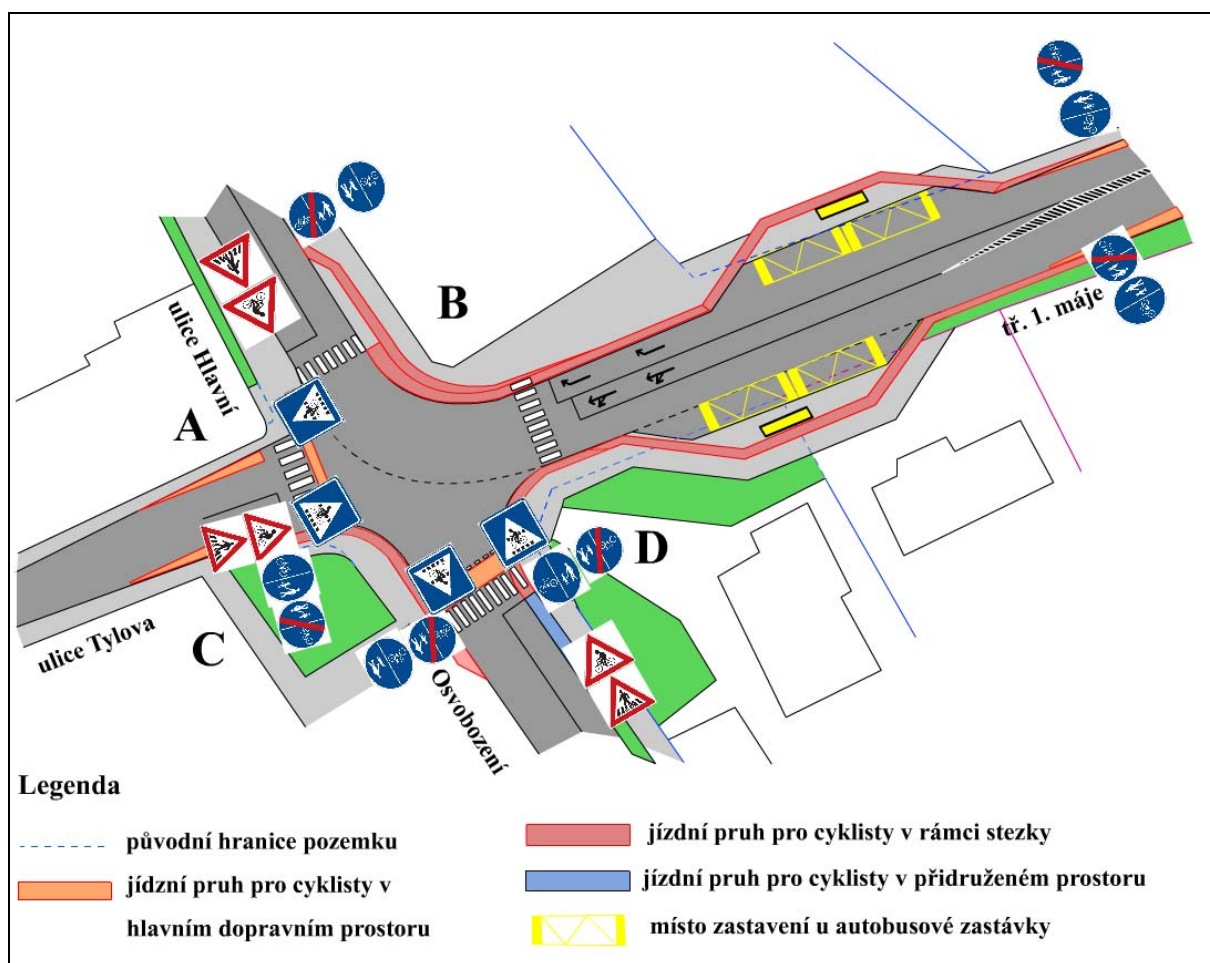 B
ulice Hlavní
A
tř. 1. máje
D
ulice Tylova
C
Osvobození
Legenda
původní hranice pozemku
jídzní pruh pro cyklisty v
hlavním dopravním prostoru
jízdní pruh pro cyklisty v rámci stezky
jízdní pruh pro cyklisty v přidruženém prostoru
místo zastavení u autobusové zastávky